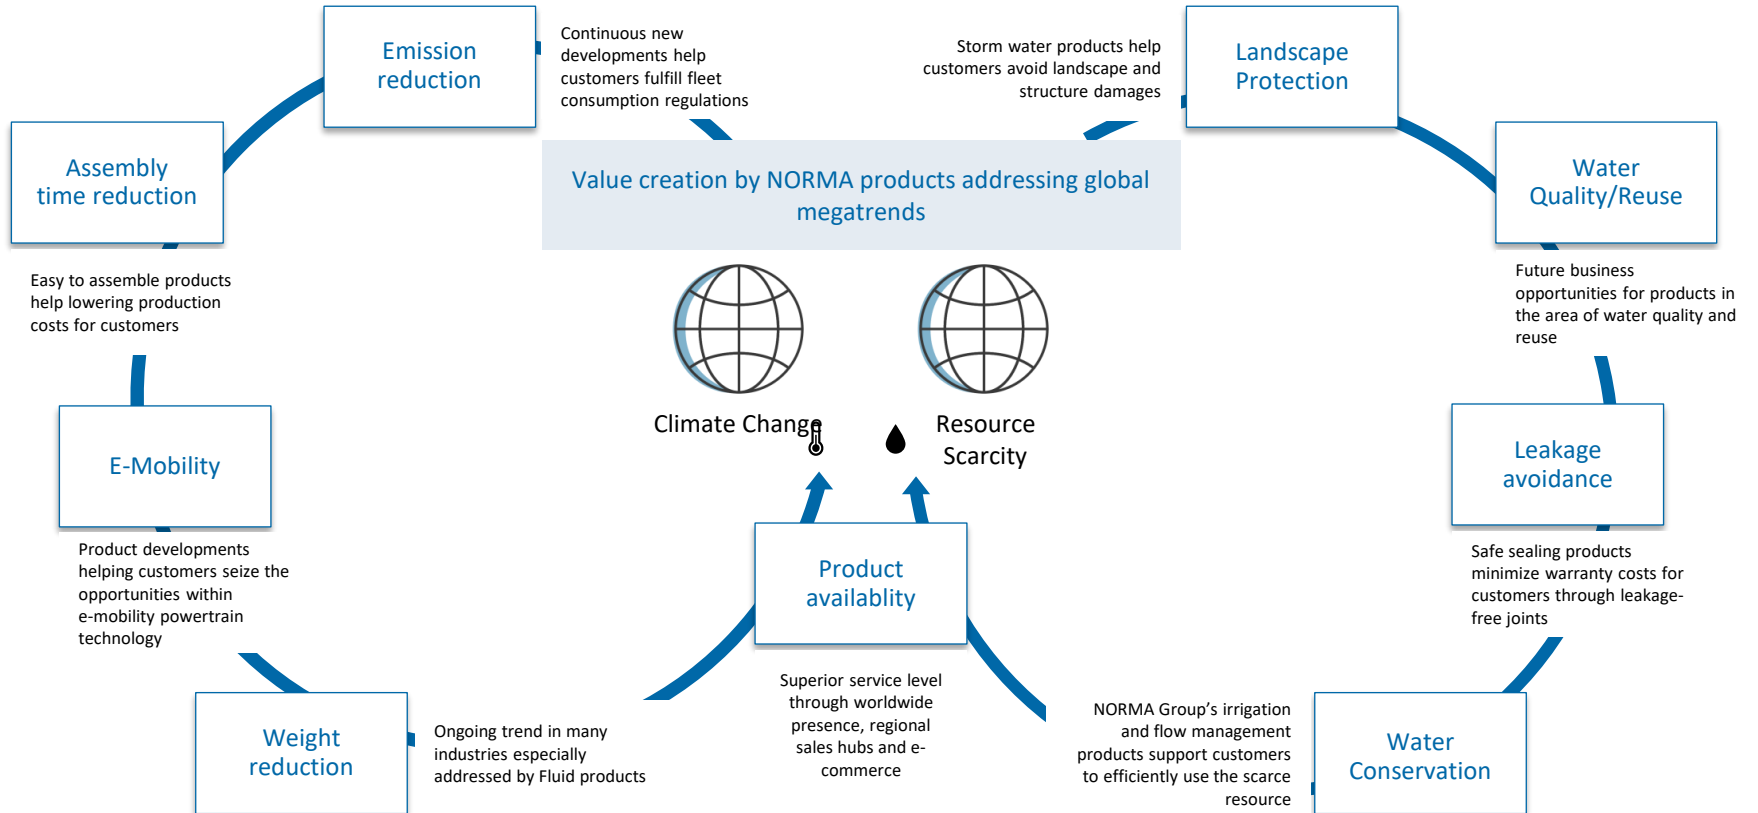 Emission
reduction
Continuous new
developments help
customers fulfill fleet
consumption regulations
Storm water products help
customers avoid landscape and
structure damages
Landscape
Protection
Assembly
time reduction
Easy to assemble products
help lowering production
costs for customers
Value creation by NORMA products addressing global
megatrends
Water
Quality/Reuse
Future business
opportunities for products in
the area of water quality and
reuse
Climate Change
Resource
Scarcity
E-Mobility
Product developments
helping customers seize the
opportunities within
e-mobility powertrain
technology
Leakage
avoidance
Safe sealing products
minimize warranty costs for
customers through leakage-
free joints
Product
availablity
Superior service level
through worldwide
presence, regional
sales hubs and e-
commerce
Weight
reduction
Ongoing trend in many
industries especially
addressed by Fluid products
NORMA Group’s irrigation
and flow management
products support customers
to efficiently use the scarce
resource
Water
Conservation